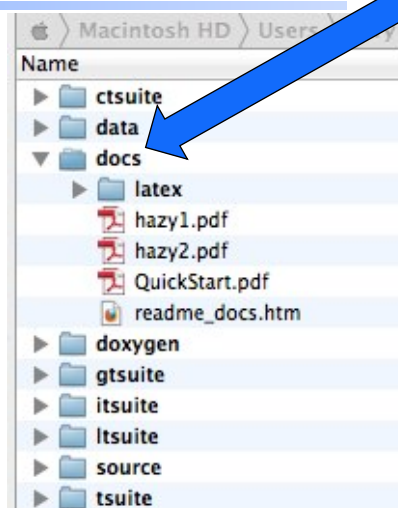 Macintosh HD Users
Name
ctsuite
data
docs
latex
hazy1.pdf
hazy2.pdf
QuickStart.pdf
readme_docs.htm
doxygen
gtsuite
itsuite
ltsuite
source
tsuite